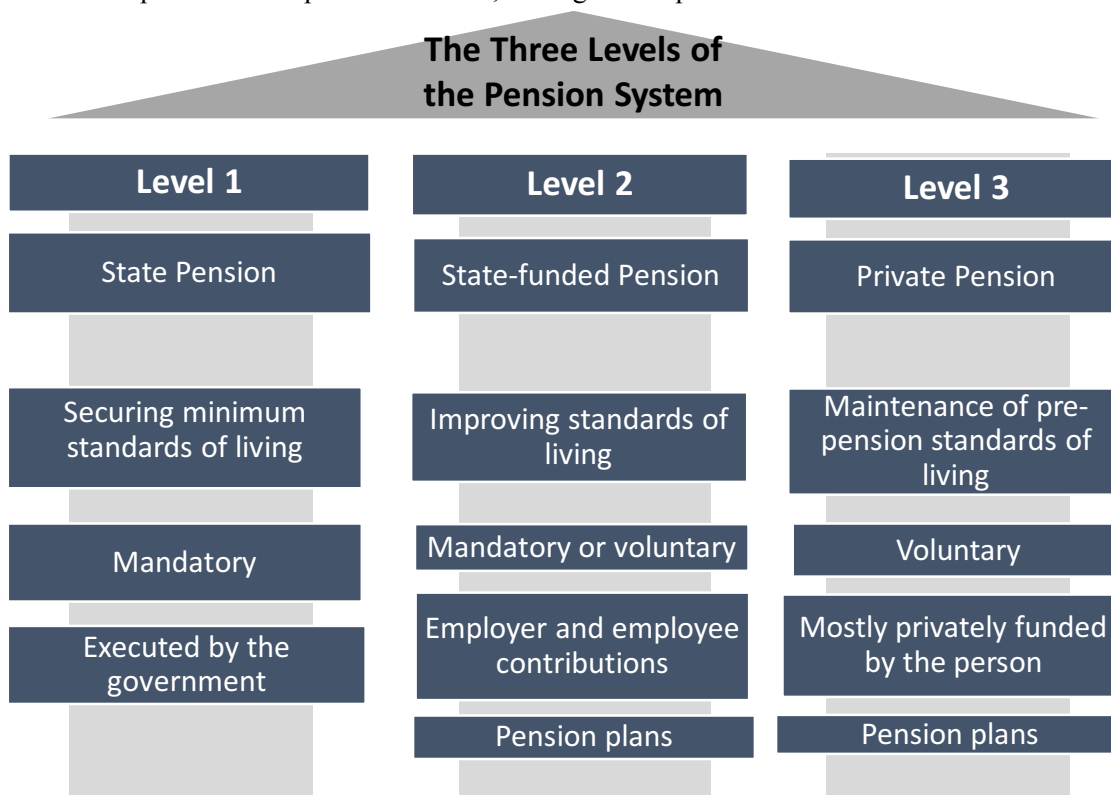 The Three Levels of
the Pension System
Level 1
State Pension
Securing minimum
standards of living
Mandatory
Executed by the
government
Level 2
State-funded Pension
Improving standards of
living
Mandatory or voluntary
Employer and employee
contributions
Pension plans
Level 3
Private Pension
Maintenance of pre-
pension standards of
living
Voluntary
Mostly privately funded
by the person
Pension plans